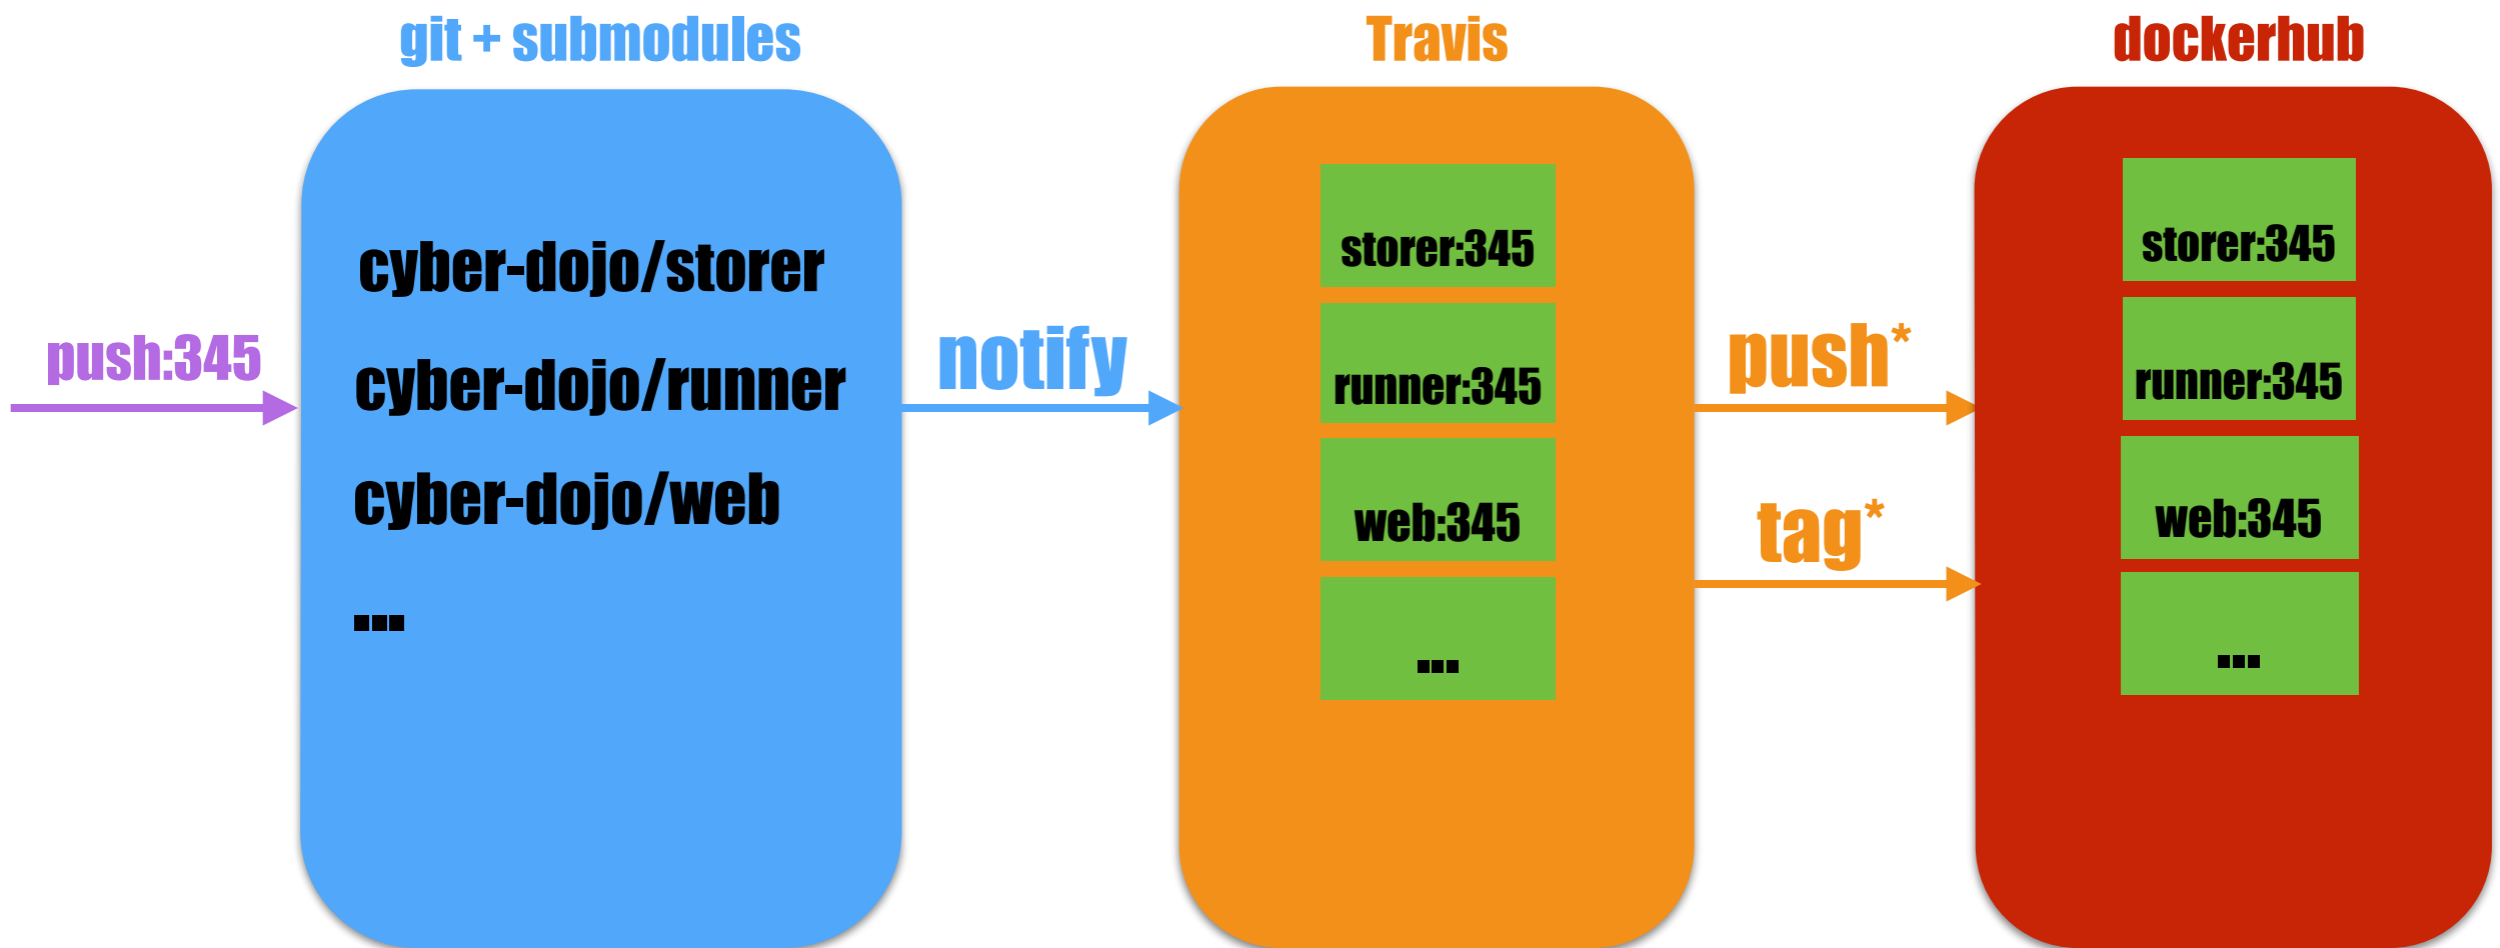 git + submodules
Travis
dockerhub
push:345
cyber-dojo/storer
cyber-dojo/runner
cyber-dojo/web
...
notify
storer:345
runner:345
web:345
...
push*
tag*
storer:345
runner:345
web:345
...